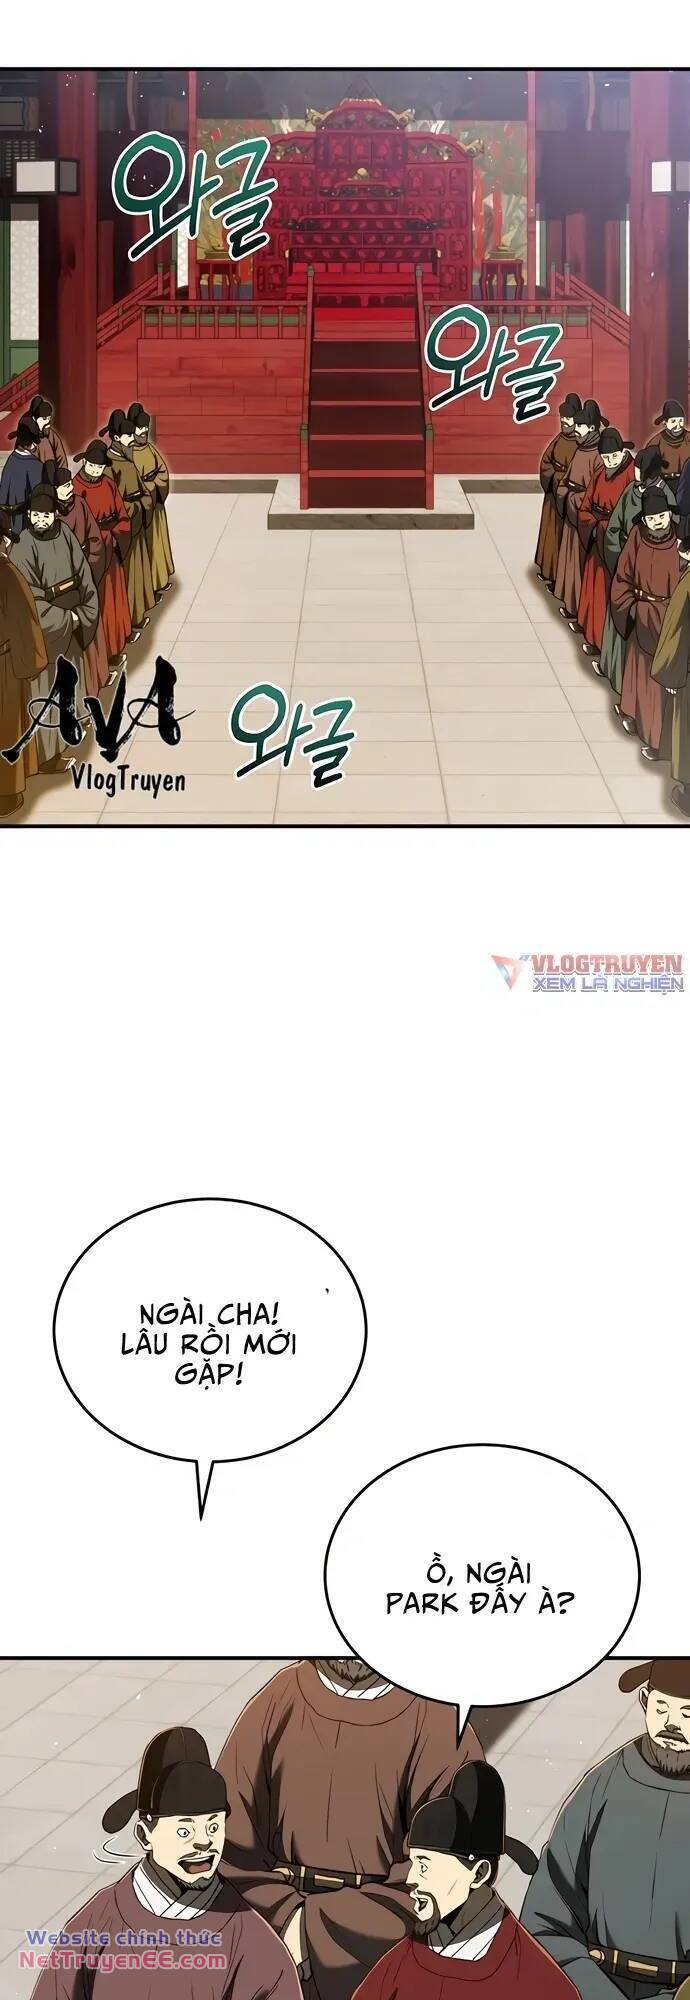 와글
와글
AVA
VlogTruyen
와글
VLOGTRUYEN
XEM LÀ NGHIỆN
NGÀI CHA!
LÂU RỒI MỚI
GẶP!
Ồ, NGÀI
PARK ĐẤY À?
Website chính thức
NetTruyenEE.com